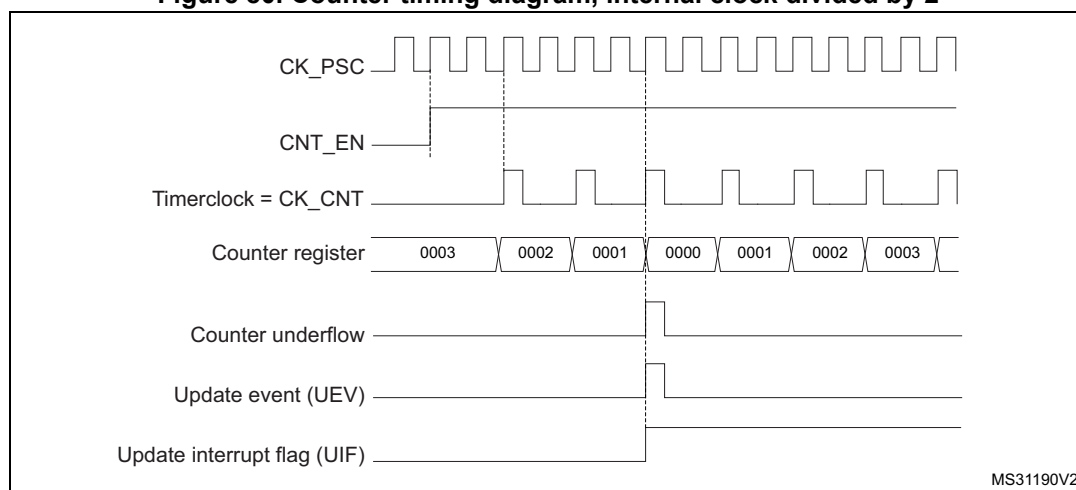 Figure 80. Counter timing diagram, internal clock divided by 2
CK_PSC
CNT_EN
Timerclock = CK_CNT
Counter register 0003 0002 0001 0000 0001 0002 0003
Counter underflow
Update event (UEV)
Update interrupt flag (UIF)
MS31190V2